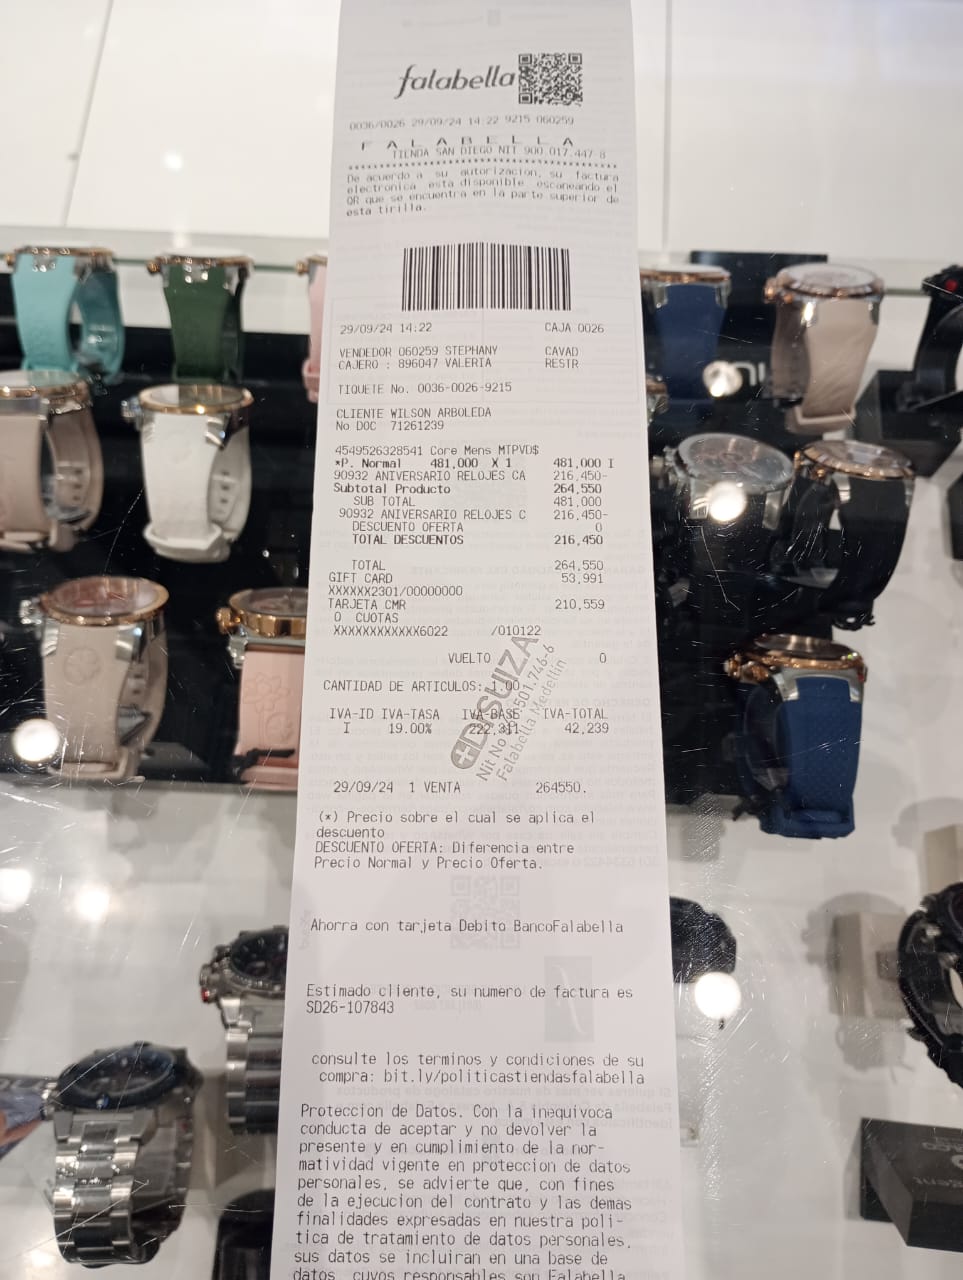 falabella
0036/0026 29/09/24 14:22 9215 060259
F A L A B E L L A
TIENDA SAN DIEGO NIT 900.017.447-8
De acuerdo a su autorizacion, su factura
electronica esta disponible escaneando el
QR que se encuentra en la parte superior de
esta tirilla.
29/09/24 14:22 CAJA 0026
VENDEDOR 060259 STEPHANY CAVAD
CAJERO : 896047 VALERIA RESTR
TIQUETE No. 0036-0026-9215
CLIENTE WILSON ARBOLEDA
No DOC 71261239
4549526328541 Core Mens MTPVD$
*P. Normal 481,000 X 1 481,000 I
90932 ANIVERSARIO RELOJES CA 216,450-
Subtotal Producto 264,550
SUB TOTAL 481,000
90932 ANIVERSARIO RELOJES C 216,450-
DESCUENTO OFERTA 0
TOTAL DESCUENTOS 216,450
TOTAL 264,550
GIFT CARD 53,991
XXXXXX2301/00000000
TARJETA CMR 210,559
0 CUOTAS
XXXXXXXXXXXX6022 /010122
VUELTO 0
CANTIDAD DE ARTICULOS: 1.00
IVA-ID IVA-TASA IVA-BASE IVA-TOTAL
I 19.00% 222,311 42,239
D'SUIZA
501.746-6
Falabella Medellin
29/09/24 1 VENTA 264550.
(*) Precio sobre el cual se aplica el
descuento
DESCUENTO OFERTA: Diferencia entre
Precio Normal y Precio Oferta.
Ahorra con tarjeta Debito BancoFalabella
Estimado cliente, su numero de factura es
SD26-107843
consulte los terminos y condiciones de su
compra: bit.ly/politicastiendasfalabella
Proteccion de Datos. Con la inequivoca
conducta de aceptar y no devolver la
presente y en cumplimiento de la nor-
matividad vigente en proteccion de datos
personales, se advierte que, con fines
de la ejecucion del contrato y las demas
finalidades expresadas en nuestra poli-
tica de tratamiento de datos personales,
sus datos se incluiran en una base de
datos, cuyos responsables son Falabella